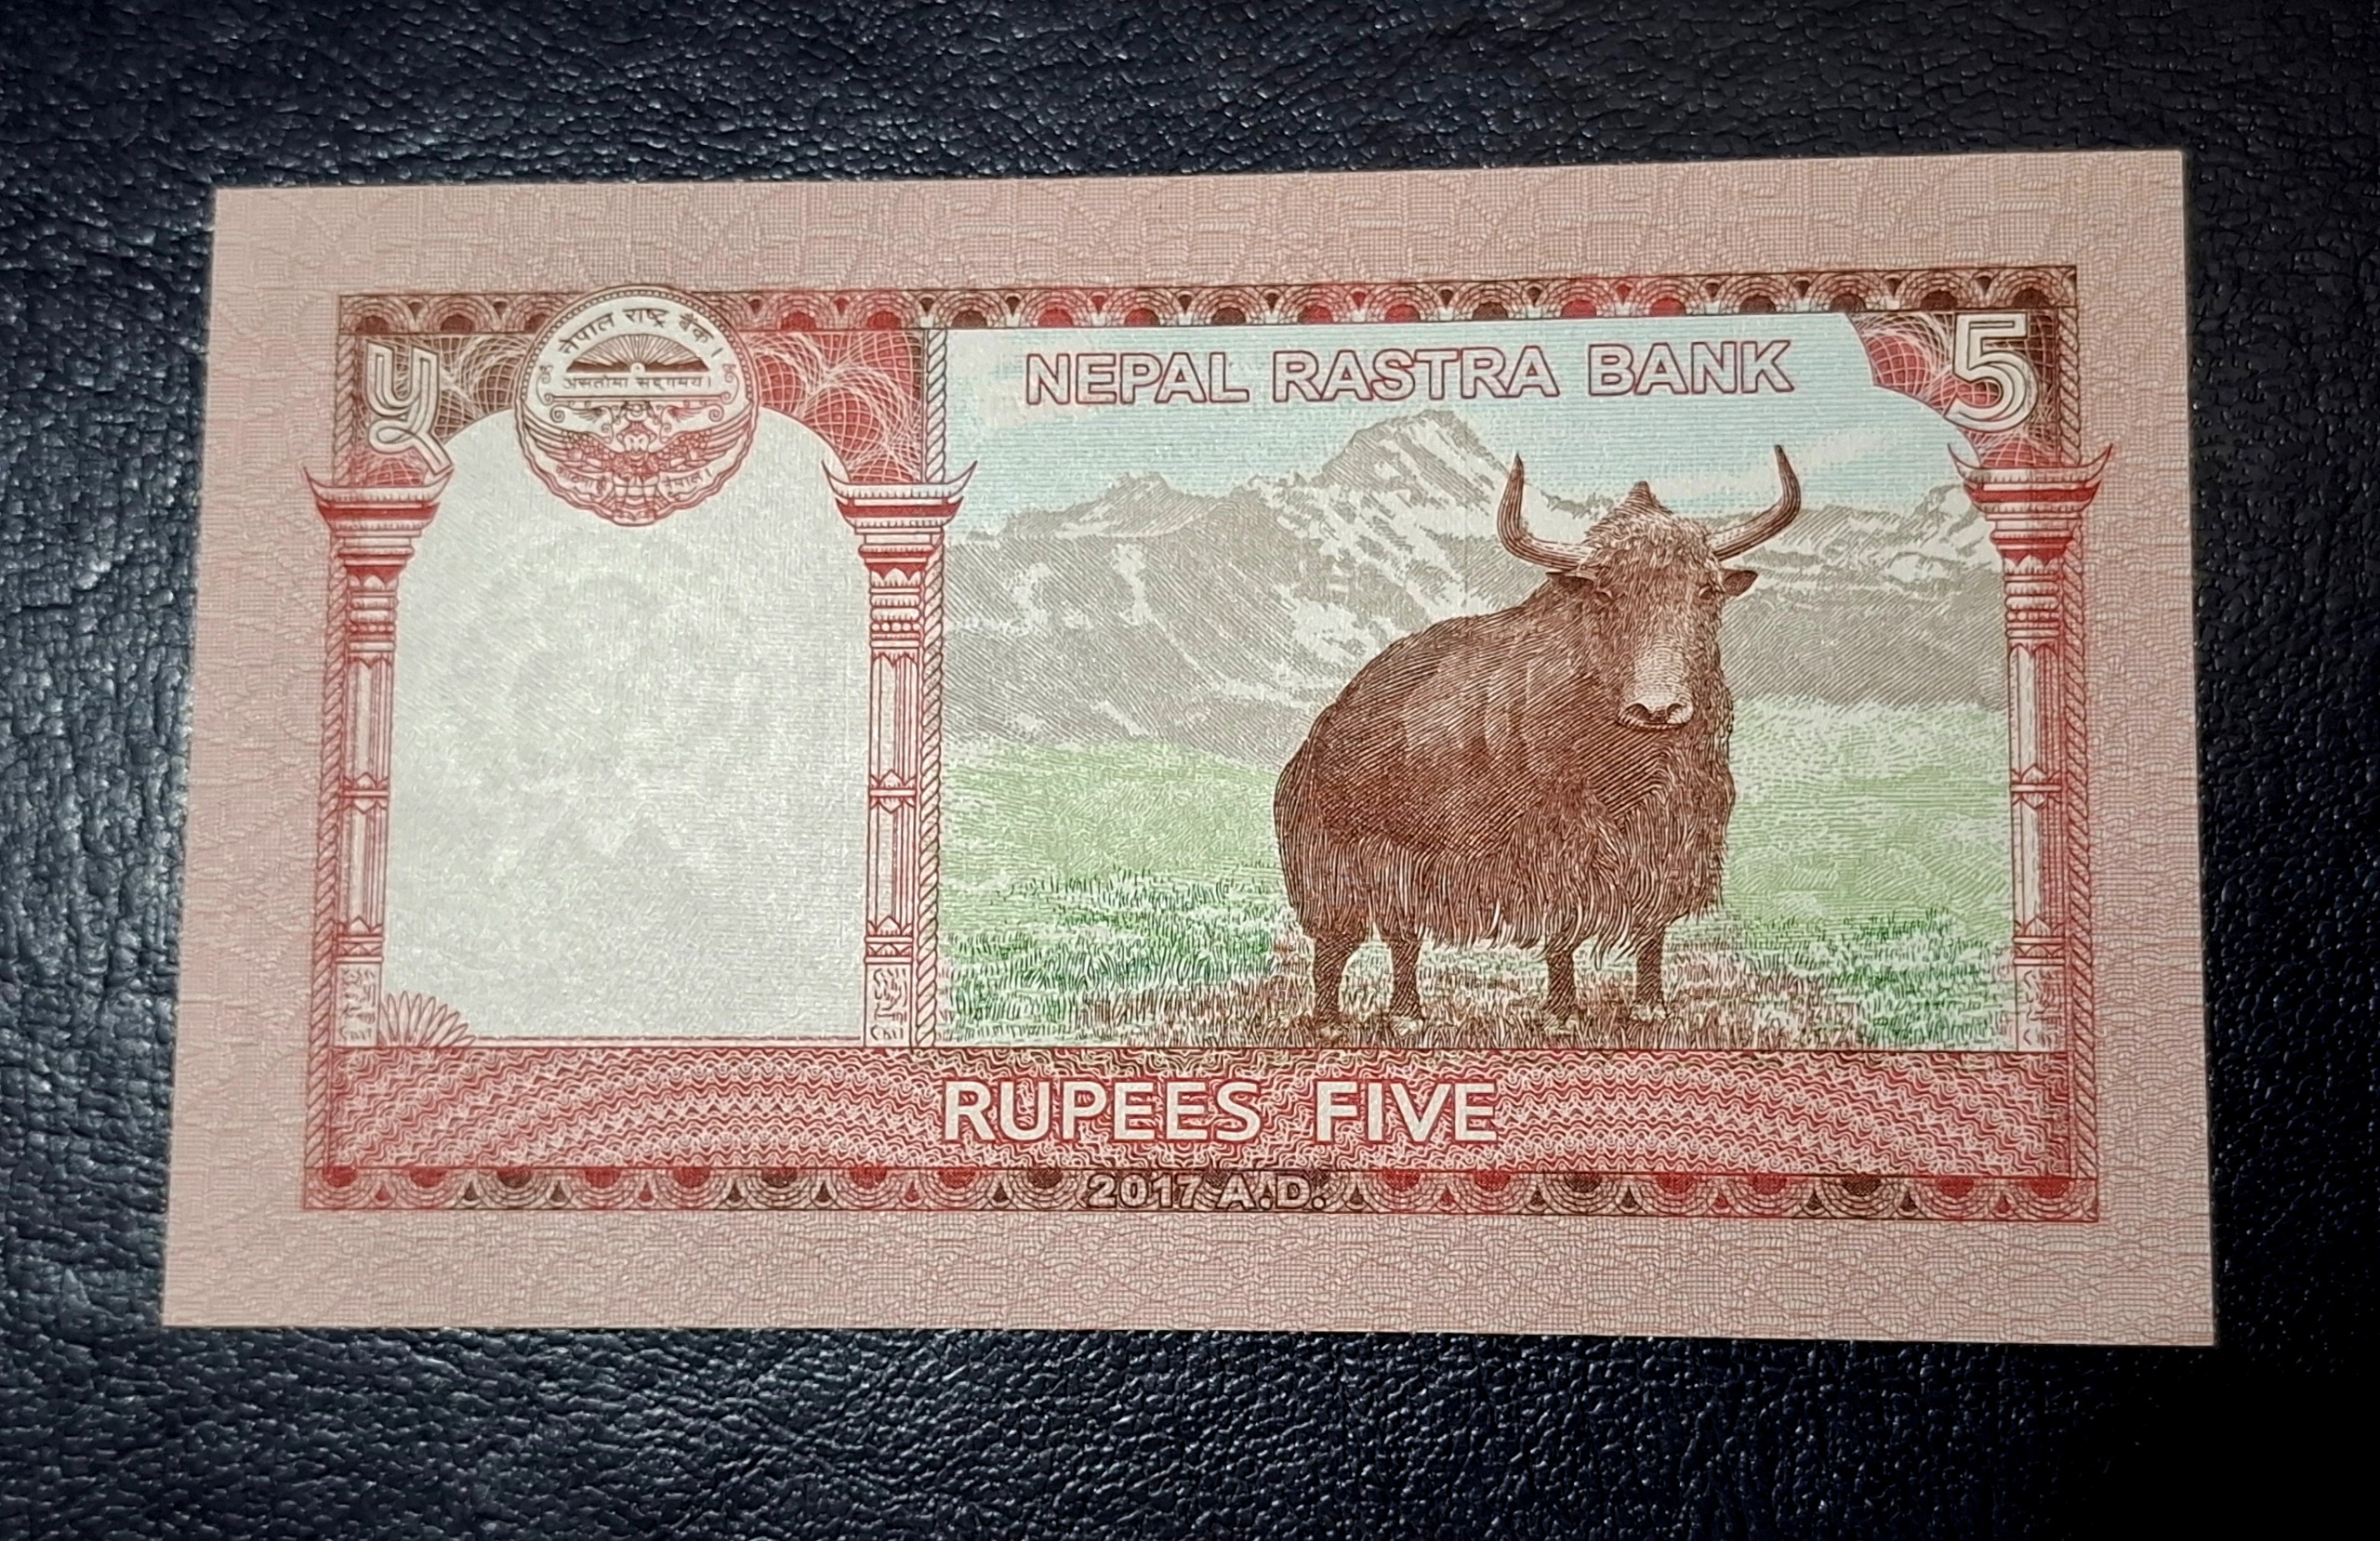 ५
नेपाल राष्ट्र बैंक
असतोमा सद्गमय।
NEPAL RASTRA BANK
5
RUPEES FIVE
2017 A.D.